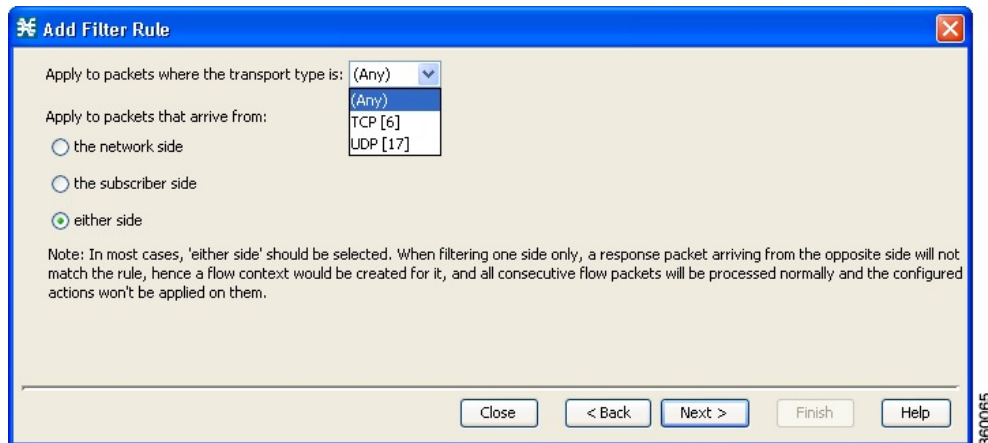 Add Filter Rule
Apply to packets where the transport type is: (Any)
(Any)
TCP [6]
UDP [17]
Apply to packets that arrive from:
the network side
the subscriber side
either side
Note: In most cases, 'either side' should be selected. When filtering one side only, a response packet arriving from the opposite side will not
match the rule, hence a flow context would be created for it, and all consecutive flow packets will be processed normally and the configured
actions won't be applied on them.
Close < Back Next > Finish Help
360065